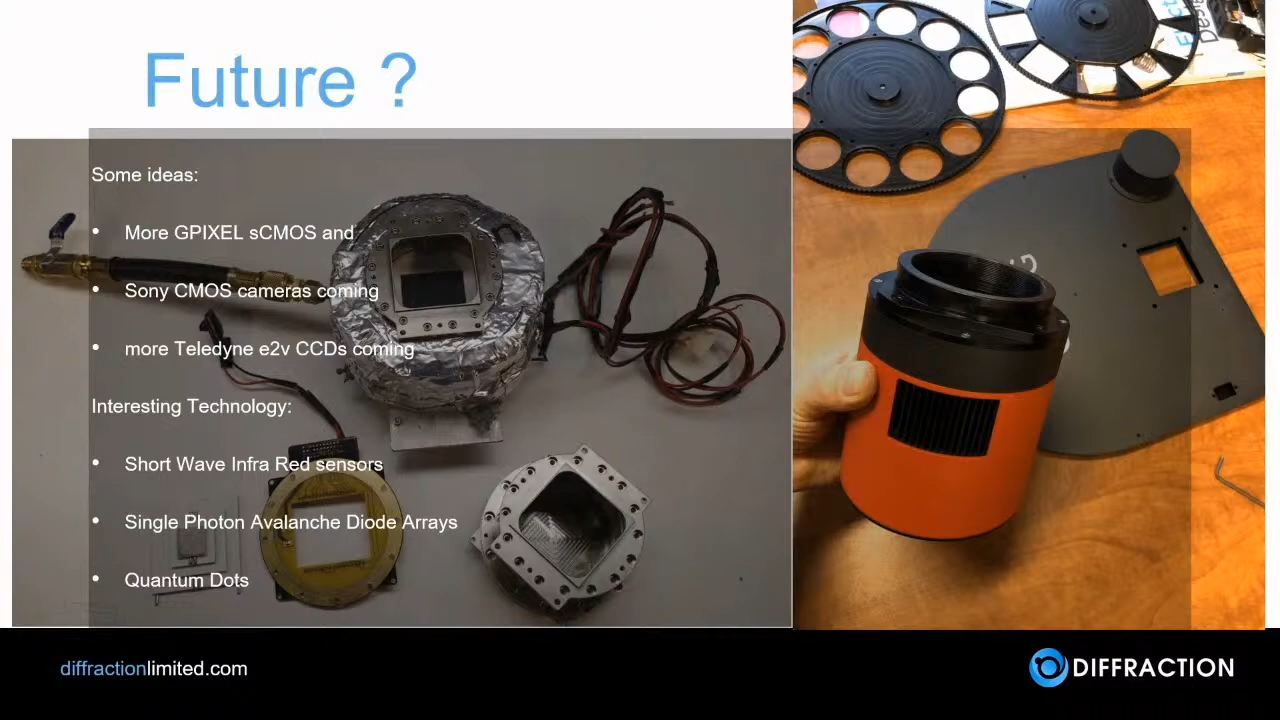 Future ?
Some ideas:
• More GPIXEL sCMOS and
• Sony CMOS cameras coming
• more Teledyne e2v CCDs coming
Interesting Technology:
• Short Wave Infra Red sensors
• Single Photon Avalanche Diode Arrays
• Quantum Dots
diffractionlimited.com
DIFFRACTION